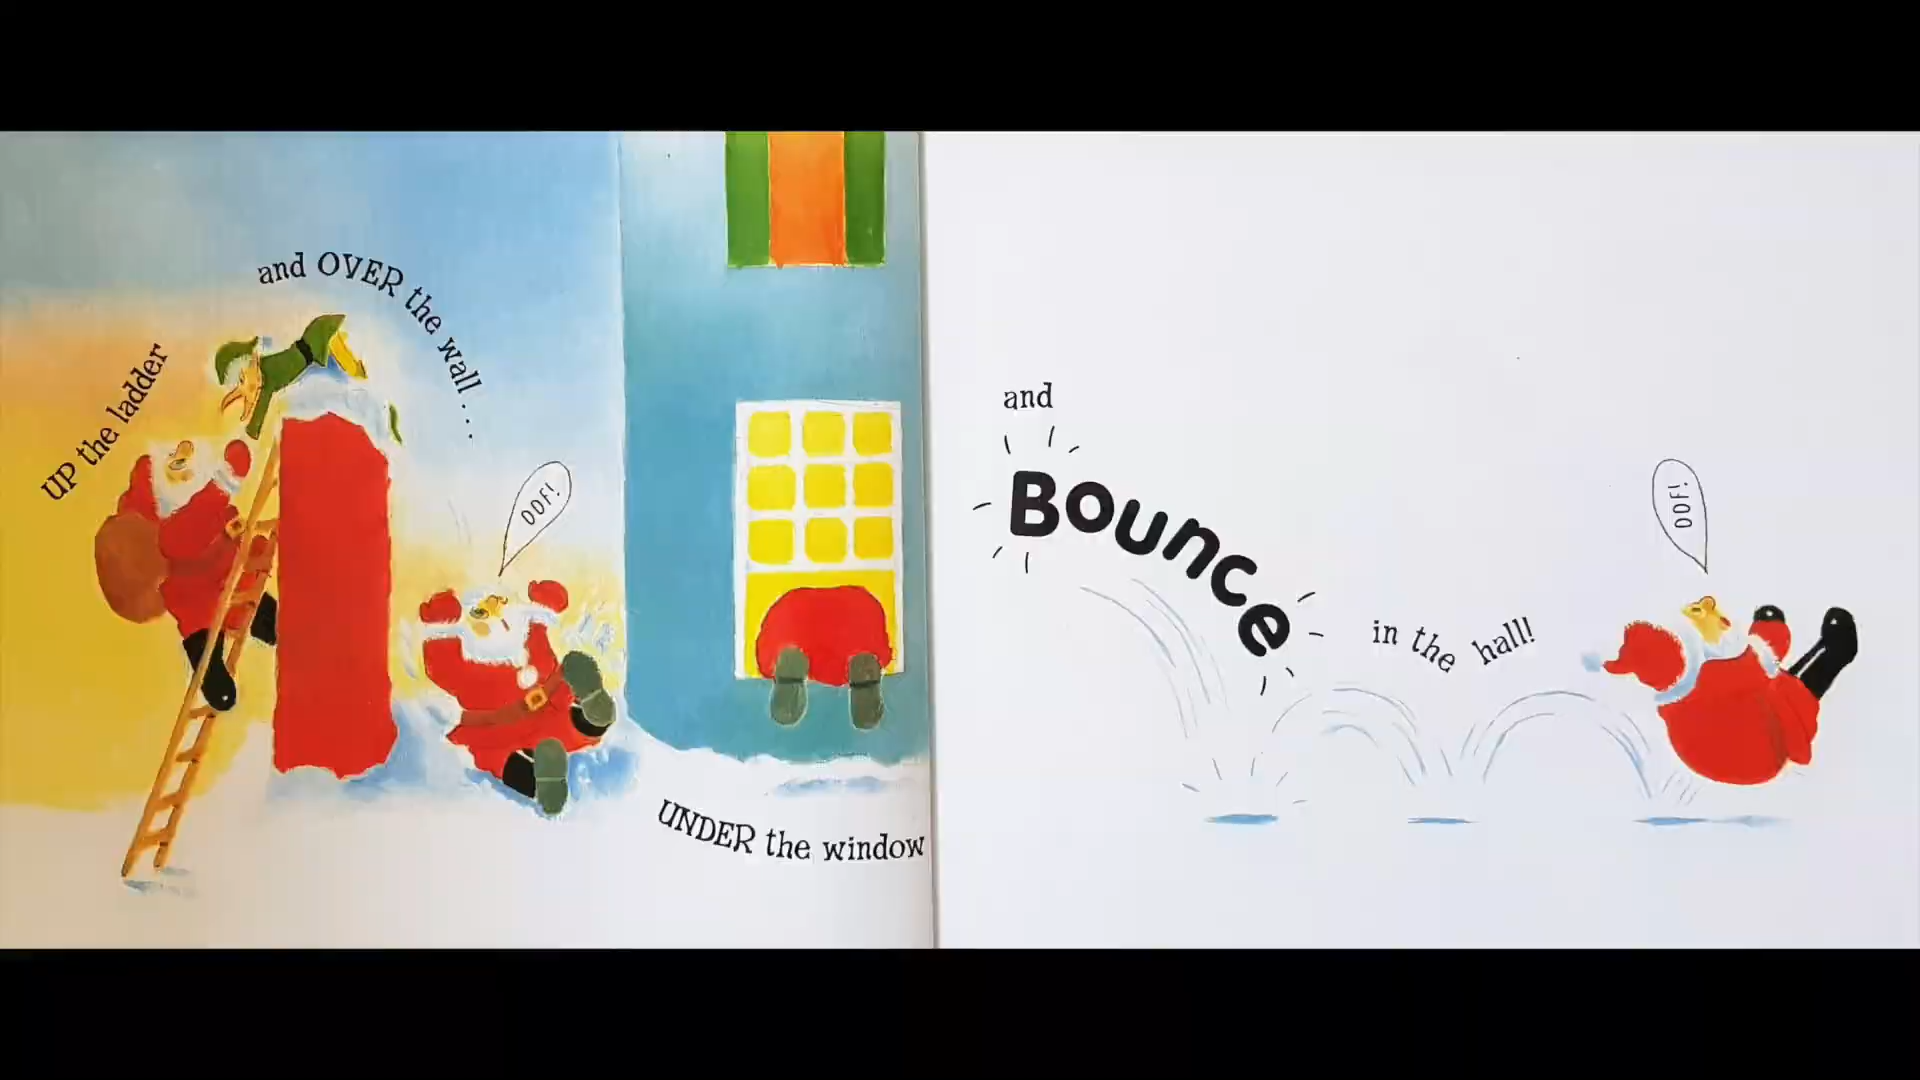 UP the ladder
and OVER the wall...
OOF!
UNDER the window
and
Bounce
in the hall!
OOF!